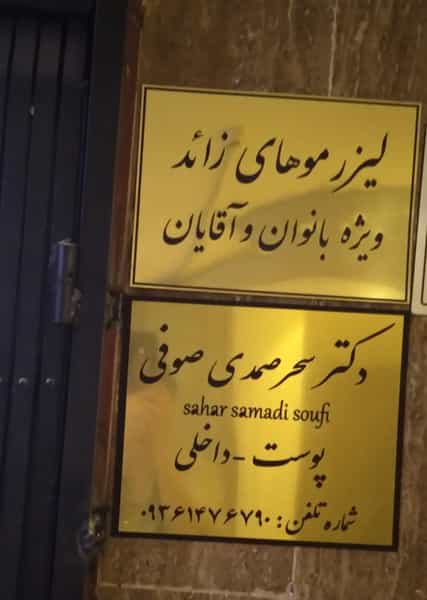 لیزر موهای زائد
ویژه بانوان و آقایان
دکتر سحر صمدی صوفی
sahar samadi soufi
پوست - داخلی
شماره تلفن : ۰۹۳۶۱۴۷۶۷۹۰